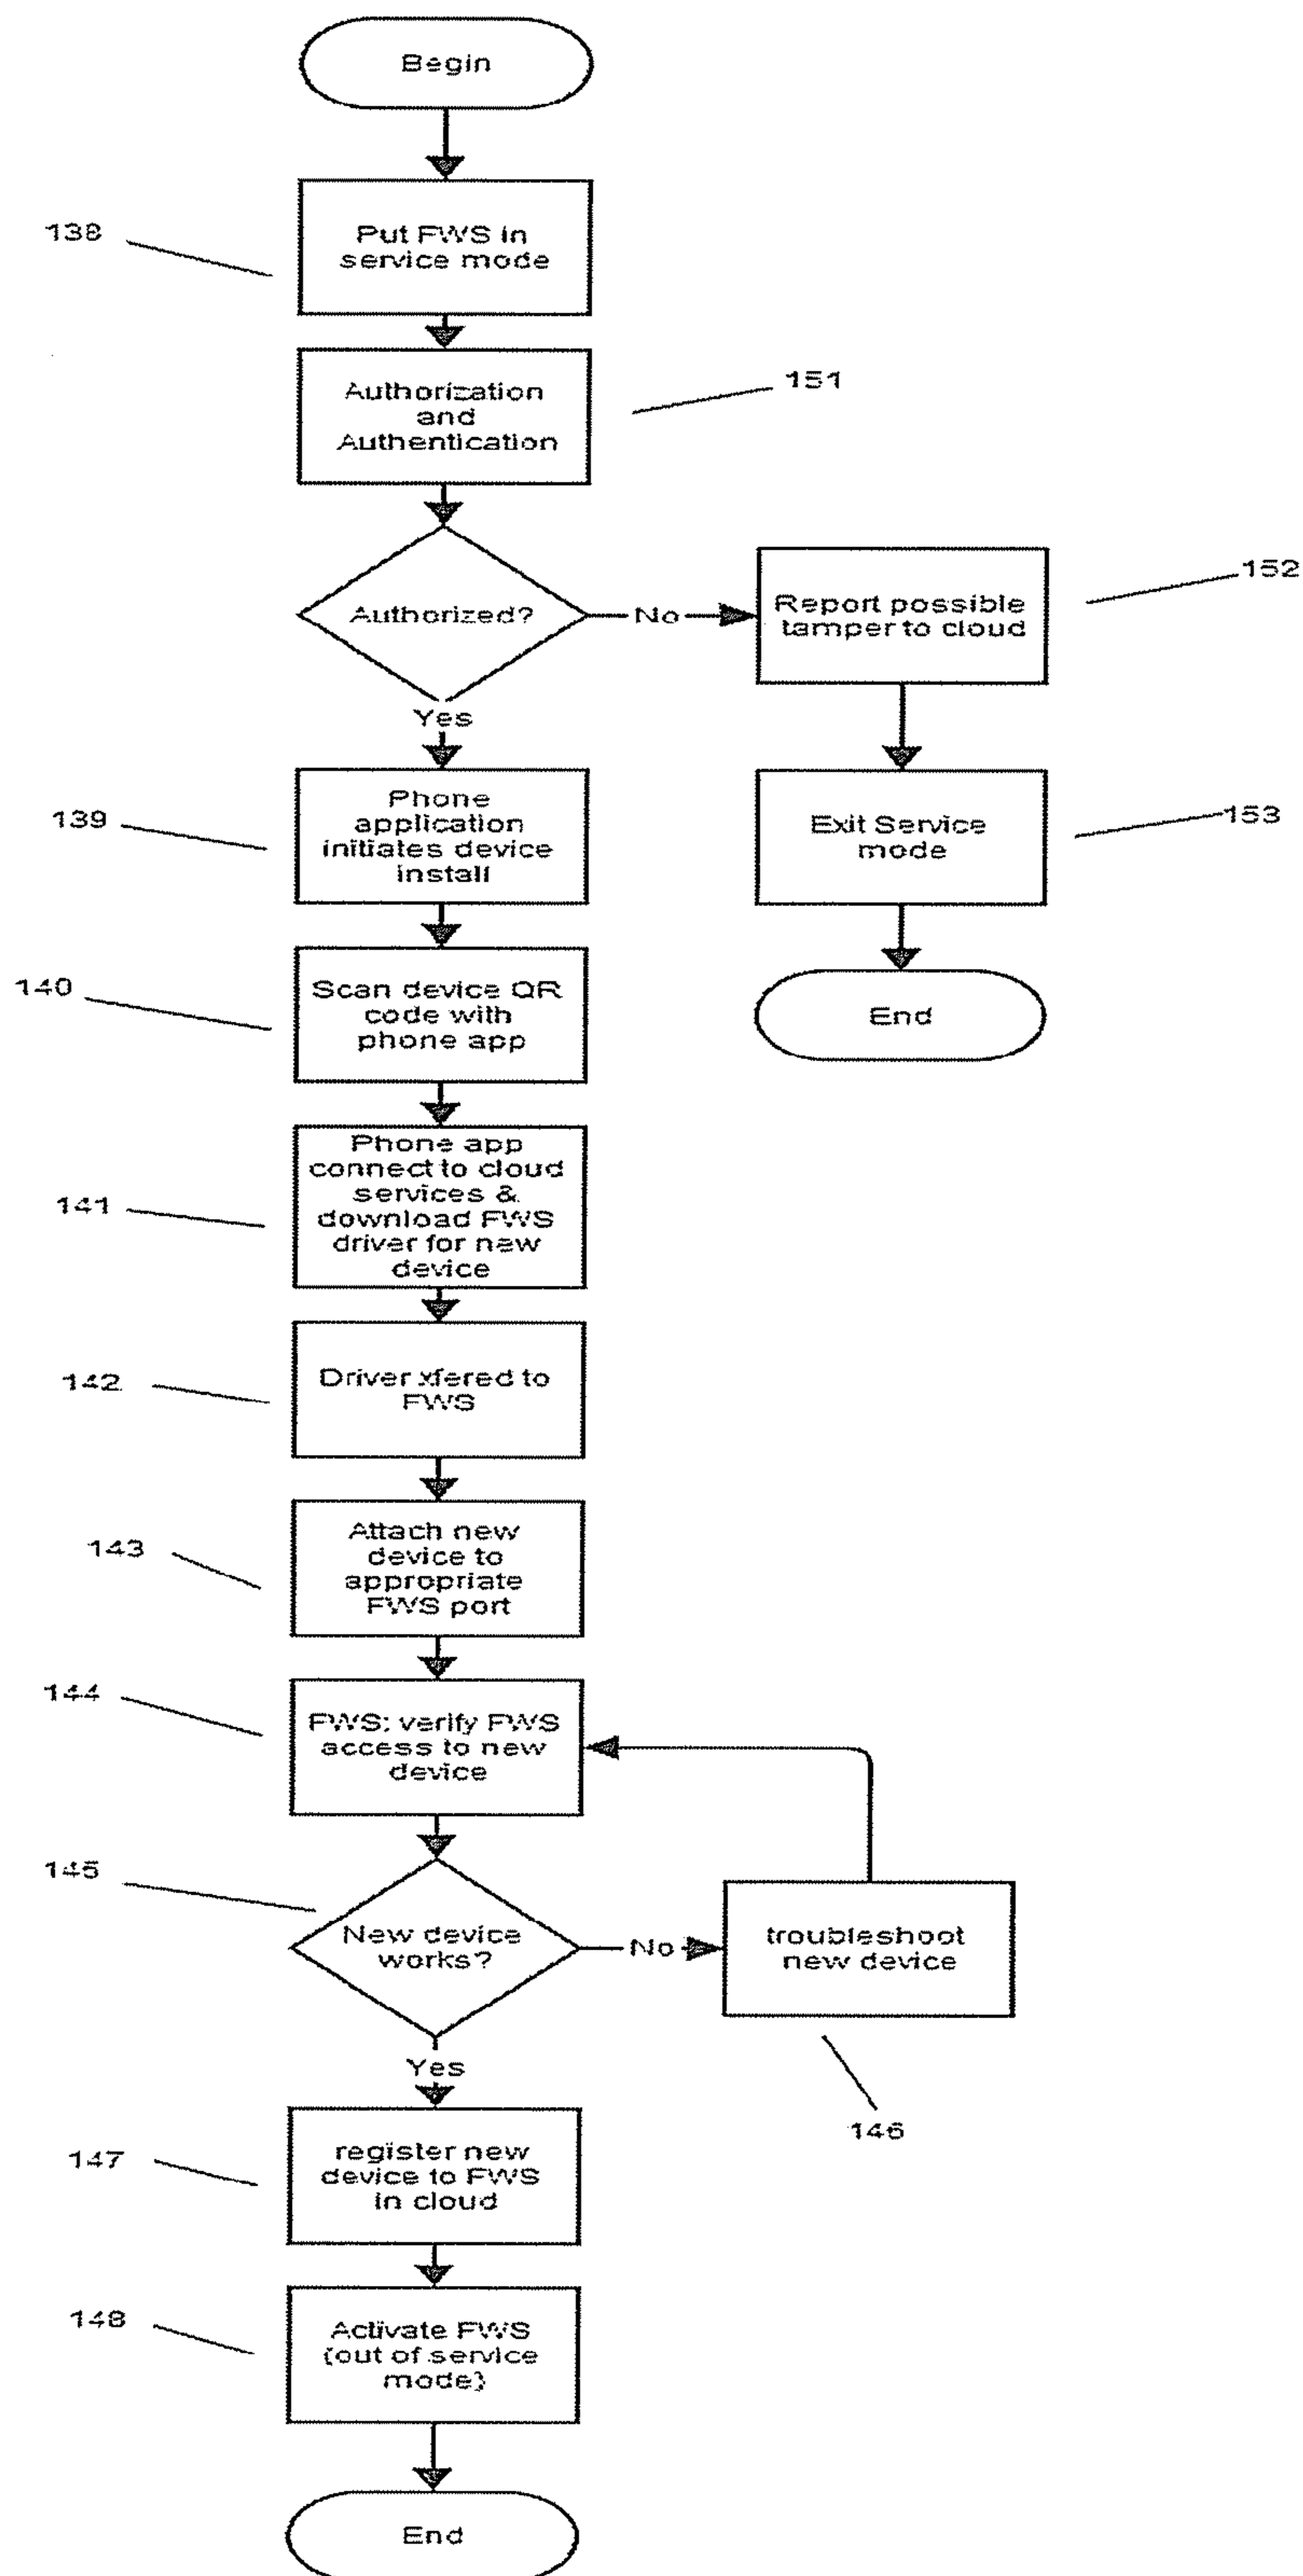 Begin
138
Put FWS in
service mode
Authorization
and
Authentication
151
Authorized?
No
Report possible
tamper to cloud
152
Yes
139
Phone
application
initiates device
install
Exit Service
mode
153
140
Scan device QR
code with
phone app
End
141
Phone app
connect to cloud
services &
download FWS
driver for new
device
142
Driver xfered to
FWS
143
Attach new
device to
appropriate
FWS port
144
FWS: verify FWS
access to new
device
145
New device
works?
No
troubleshoot
new device
146
Yes
147
register new
device to FWS
in cloud
148
Activate FWS
(out of service
mode)
End